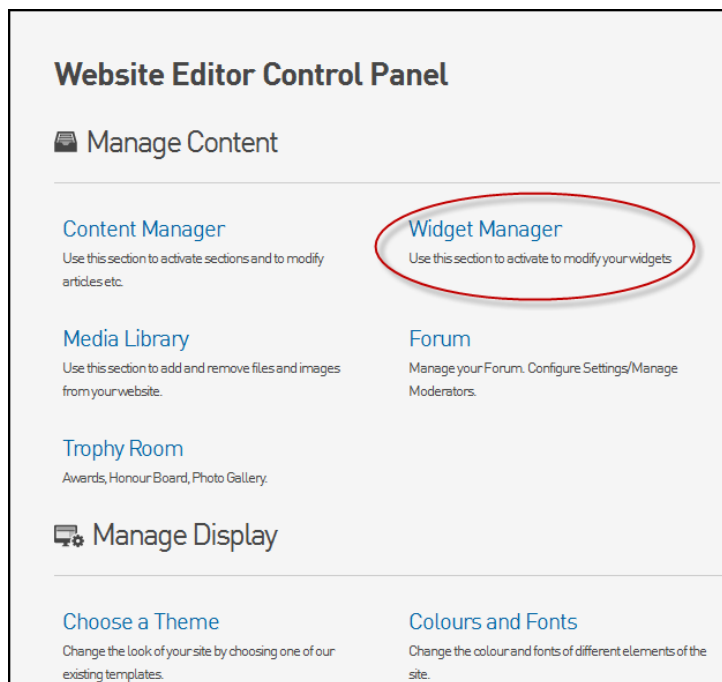 Website Editor Control Panel
Manage Content
Content Manager
Use this section to activate sections and to modify
articles etc.
Widget Manager
Use this section to activate to modify your widgets
Media Library
Use this section to add and remove files and images
from your website.
Forum
Manage your Forum. Configure Settings/Manage
Moderators.
Trophy Room
Awards, Honour Board, Photo Gallery.
Manage Display
Choose a Theme
Change the look of your site by choosing one of our
existing templates.
Colours and Fonts
Change the colour and fonts of different elements of the
site.